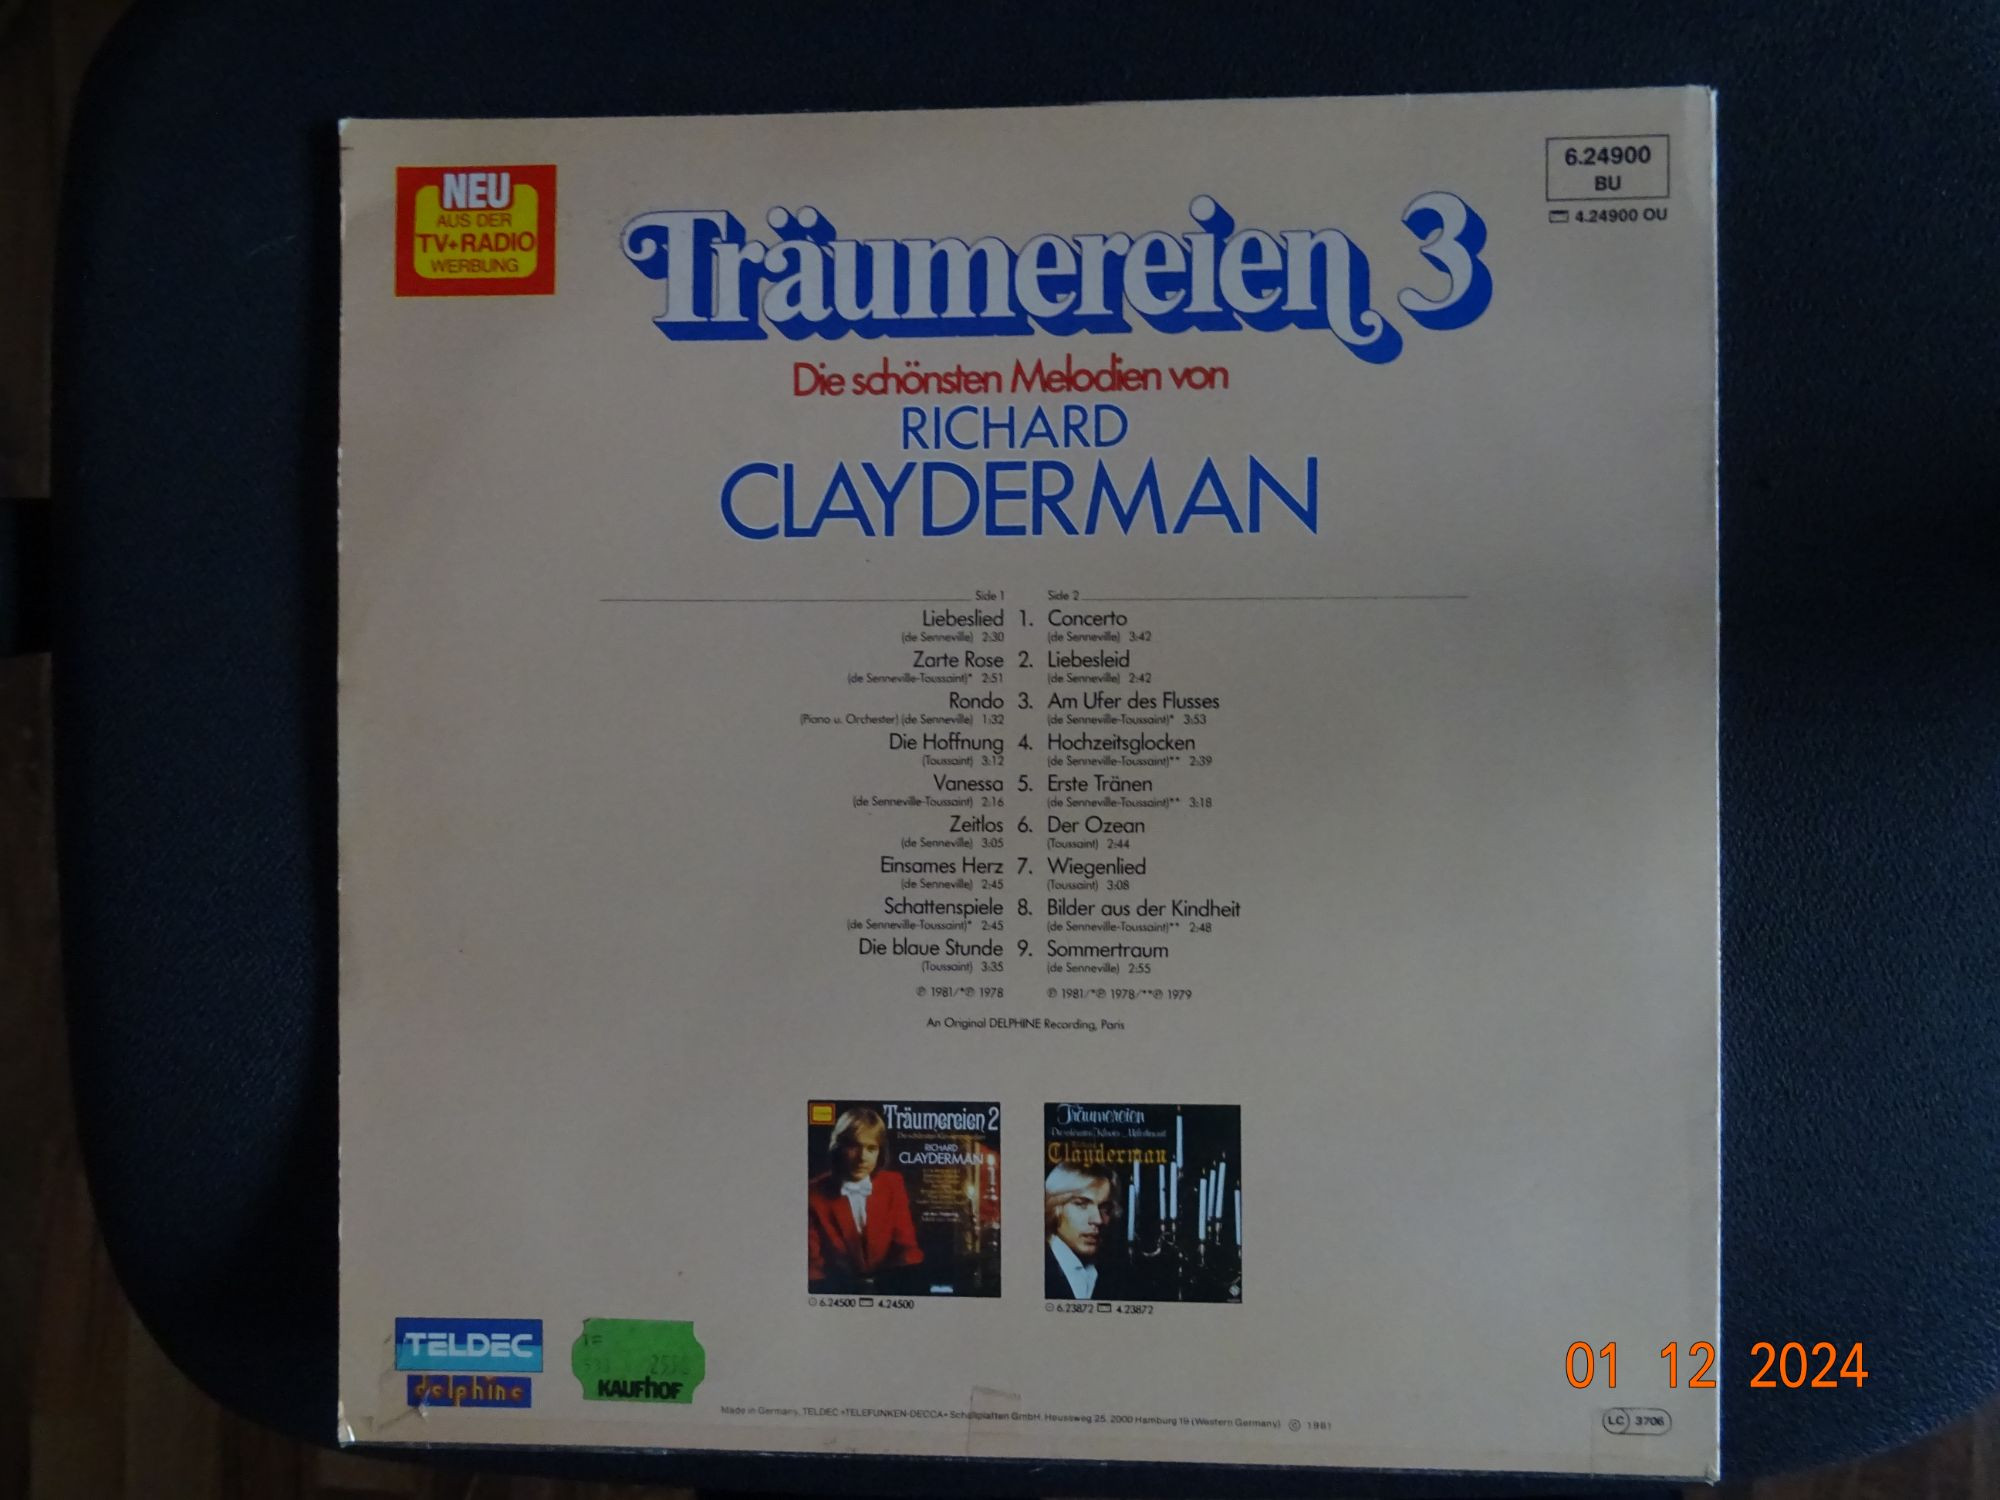 NEU
AUS DER
TV+RADIO
WERBUNG
6.24900
BU
4.24900 OU
Träumereien 3
Die schönsten Melodien von
RICHARD
CLAYDERMAN
Side 1 Side 2
Liebeslied 1. Concerto
(de Senneville) 2:30 (de Senneville) 3:42
Zarte Rose 2. Liebesleid
(de Senneville-Toussaint)* 2:51 (de Senneville) 2:42
Rondo 3. Am Ufer des Flusses
(Piano u. Orchester) (de Senneville) 1:32 (de Senneville-Toussaint)* 3:53
Die Hoffnung 4. Hochzeitsglocken
(Toussaint) 3:12 (de Senneville-Toussaint)** 2:39
Vanessa 5. Erste Tränen
(de Senneville-Toussaint) 2:16 (de Senneville-Toussaint)** 3:18
Zeitlos 6. Der Ozean
(de Senneville) 3:05 (Toussaint) 2:44
Einsames Herz 7. Wiegenlied
(de Senneville) 2:45 (Toussaint) 3:08
Schattenspiele 8. Bilder aus der Kindheit
(de Senneville-Toussaint)* 2:45 (de Senneville-Toussaint)** 2:48
Die blaue Stunde 9. Sommertraum
(Toussaint) 3:35 (de Senneville) 2:55
℗ 1981/*℗ 1978 ℗ 1981/*℗ 1978/**℗ 1979
An Original DELPHINE Recording, Paris
Träumereien 2
RICHARD
CLAYDERMAN
6.24500 4.24500
Träumereien
Clayderman
6.23872 4.23872
TELDEC
delphine
KAUFhOF
Made in Germany, TELDEC »TELEFUNKEN-DECCA« Schallplatten GmbH, Heussweg 25, 2000 Hamburg 19 (Western Germany) © 1981
LC 3706
01 12 2024